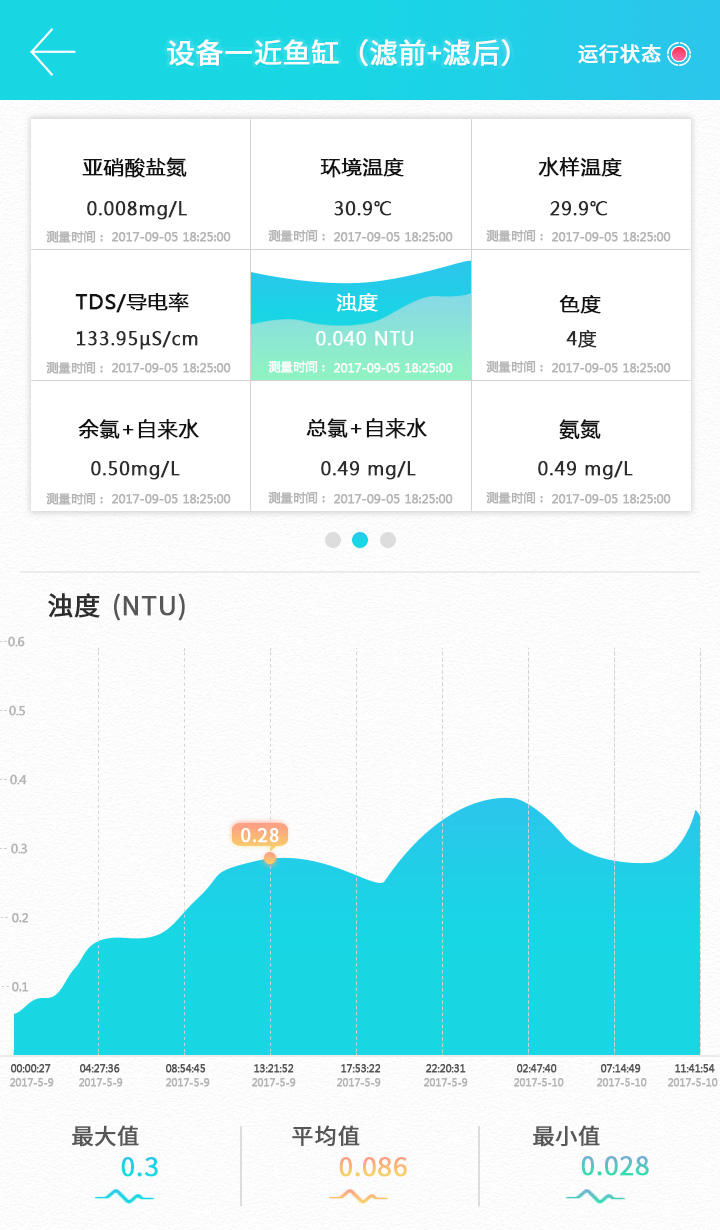 设备一近鱼缸（滤前+滤后）
运行状态
亚硝酸盐氮
环境温度
水样温度
0.008mg/L
30.9℃
29.9℃
测量时间： 2017-09-05 18:25:00
测量时间： 2017-09-05 18:25:00
测量时间： 2017-09-05 18:25:00
TDS/导电率
浊度
色度
133.95μS/cm
0.040 NTU
4度
测量时间： 2017-09-05 18:25:00
测量时间： 2017-09-05 18:25:00
测量时间： 2017-09-05 18:25:00
余氯+自来水
总氯+自来水
氨氮
0.50mg/L
0.49 mg/L
0.49 mg/L
测量时间： 2017-09-05 18:25:00
测量时间： 2017-09-05 18:25:00
测量时间： 2017-09-05 18:25:00
浊度 (NTU)
0.6
0.5
0.4
0.28
0.3
0.2
0.1
00:00:27 04:27:36 08:54:45 13:21:52 17:53:22 22:20:31 02:47:40 07:14:49 11:41:54
2017-5-9 2017-5-9 2017-5-9 2017-5-9 2017-5-9 2017-5-9 2017-5-10 2017-5-10 2017-5-10
最大值
平均值
最小值
0.3
0.086
0.028